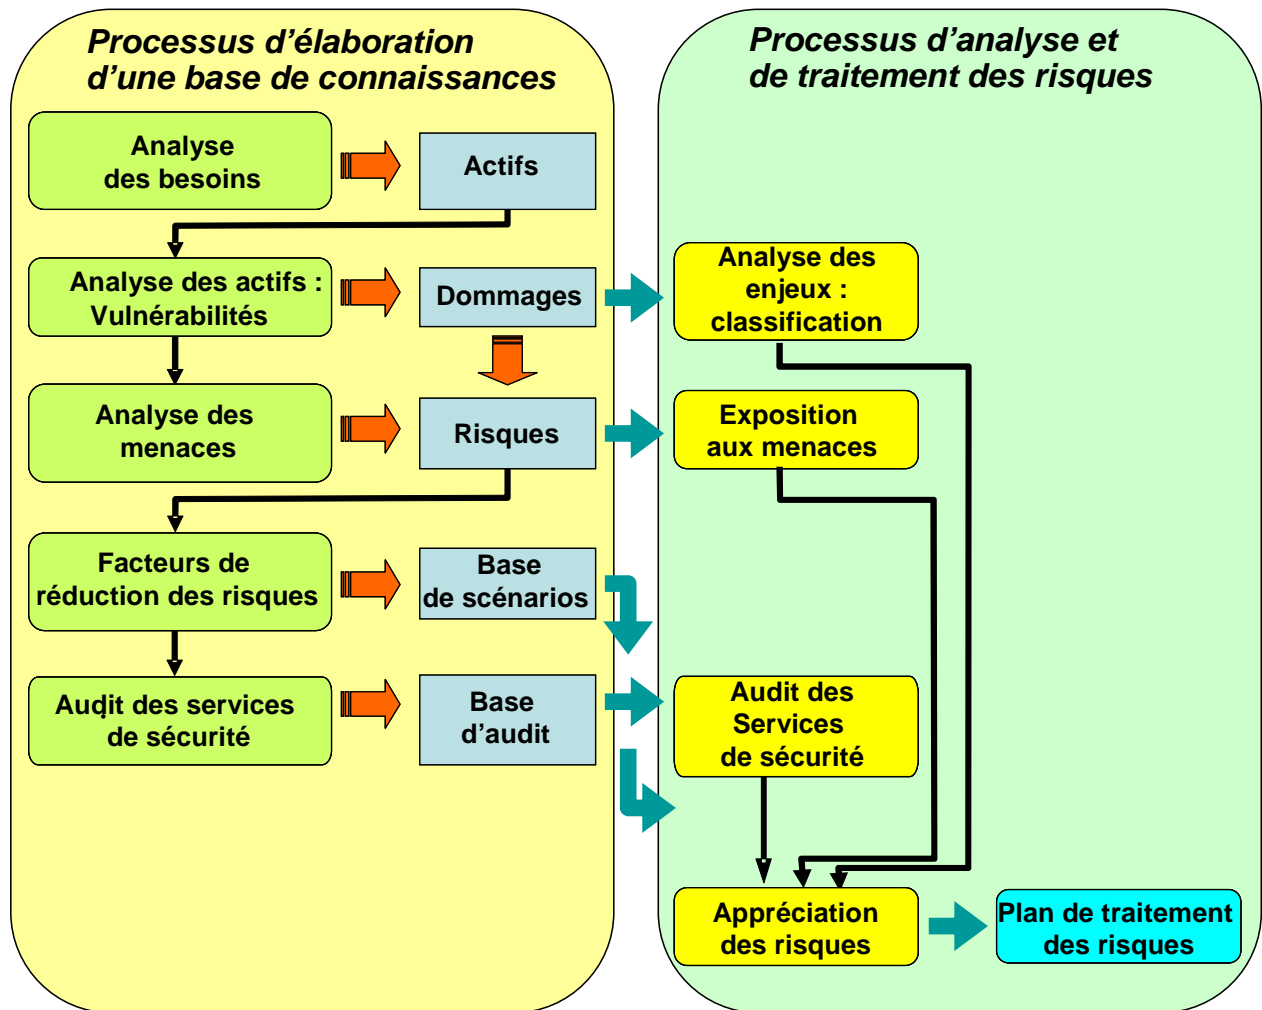 Processus d’élaboration
d’une base de connaissances
Analyse
des besoins
Actifs
Analyse des actifs :
Vulnérabilités
Dommages
Analyse des
menaces
Risques
Facteurs de
réduction des risques
Base
de scénarios
Audit des services
de sécurité
Base
d’audit
Processus d’analyse et
de traitement des risques
Analyse des
enjeux :
classification
Exposition
aux menaces
Audit des
Services
de sécurité
Appréciation
des risques
Plan de traitement
des risques